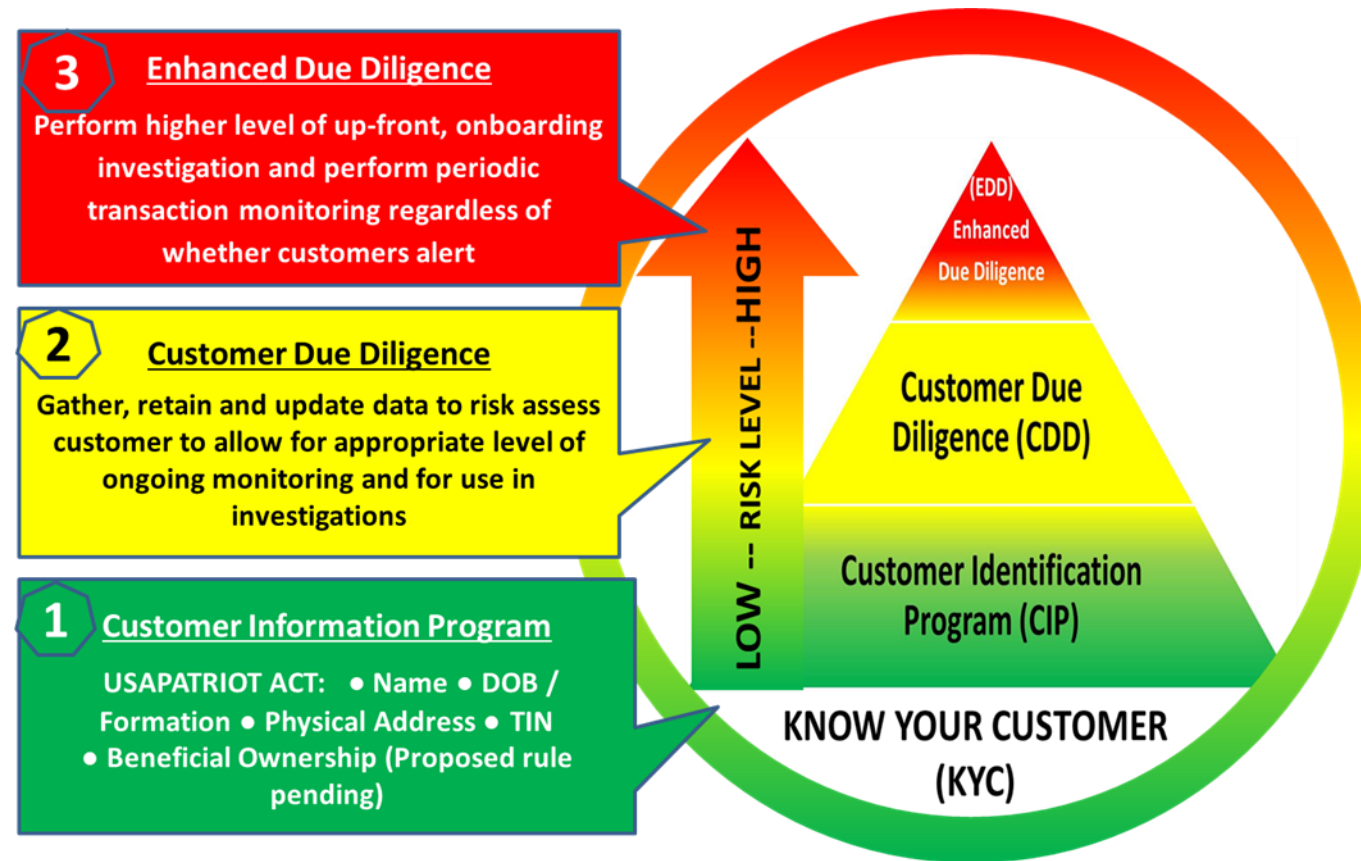 3
Enhanced Due Diligence
Perform higher level of up-front, onboarding
investigation and perform periodic
transaction monitoring regardless of
whether customers alert
2
Customer Due Diligence
Gather, retain and update data to risk assess
customer to allow for appropriate level of
ongoing monitoring and for use in
investigations
1
Customer Information Program
USAPATRIOT ACT: ● Name ● DOB /
Formation ● Physical Address ● TIN
● Beneficial Ownership (Proposed rule
pending)
LOW -- RISK LEVEL --HIGH
(EDD)
Enhanced
Due Diligence
Customer Due
Diligence (CDD)
Customer Identification
Program (CIP)
KNOW YOUR CUSTOMER
(KYC)